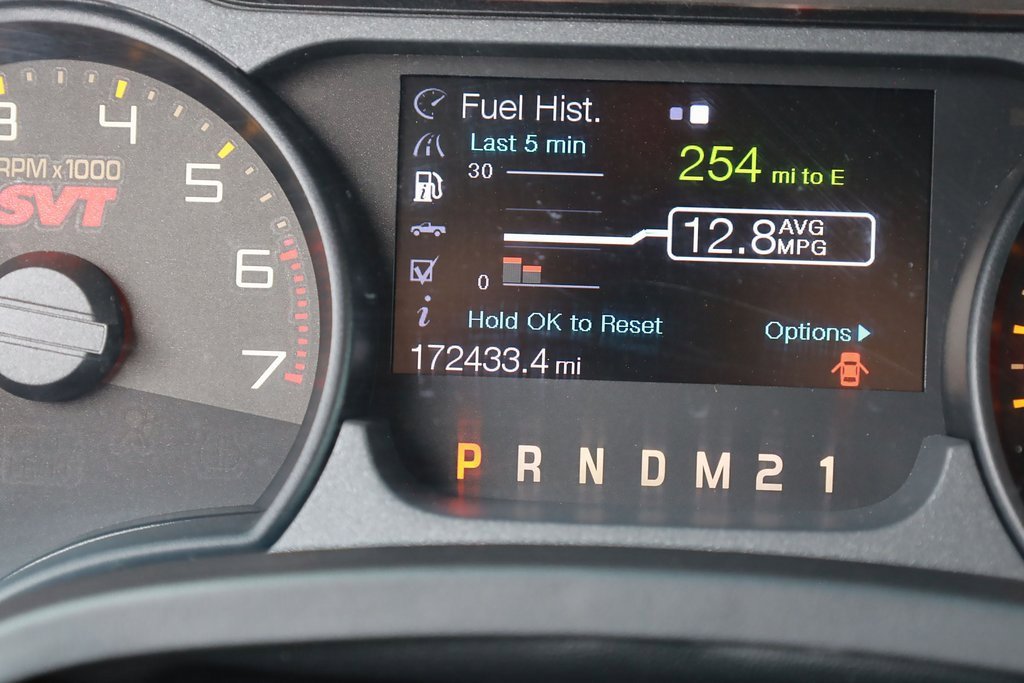 3
4
5
6
7
RPM x1000
SVT
Fuel Hist.
Last 5 min
30
254 mi to E
12.8 AVG MPG
0
i
Hold OK to Reset
Options
172433.4 mi
P R N D M 2 1